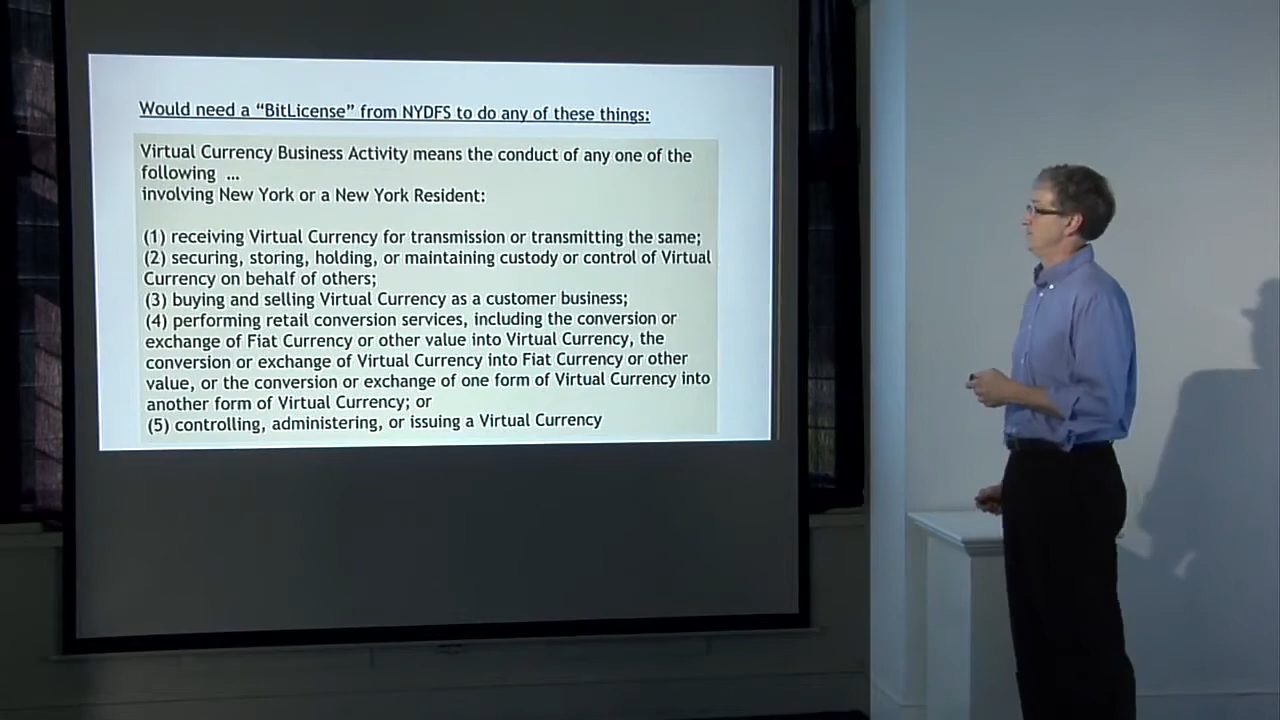 Would need a “BitLicense” from NYDFS to do any of these things:
Virtual Currency Business Activity means the conduct of any one of the
following ...
involving New York or a New York Resident:
(1) receiving Virtual Currency for transmission or transmitting the same;
(2) securing, storing, holding, or maintaining custody or control of Virtual
Currency on behalf of others;
(3) buying and selling Virtual Currency as a customer business;
(4) performing retail conversion services, including the conversion or
exchange of Fiat Currency or other value into Virtual Currency, the
conversion or exchange of Virtual Currency into Fiat Currency or other
value, or the conversion or exchange of one form of Virtual Currency into
another form of Virtual Currency; or
(5) controlling, administering, or issuing a Virtual Currency